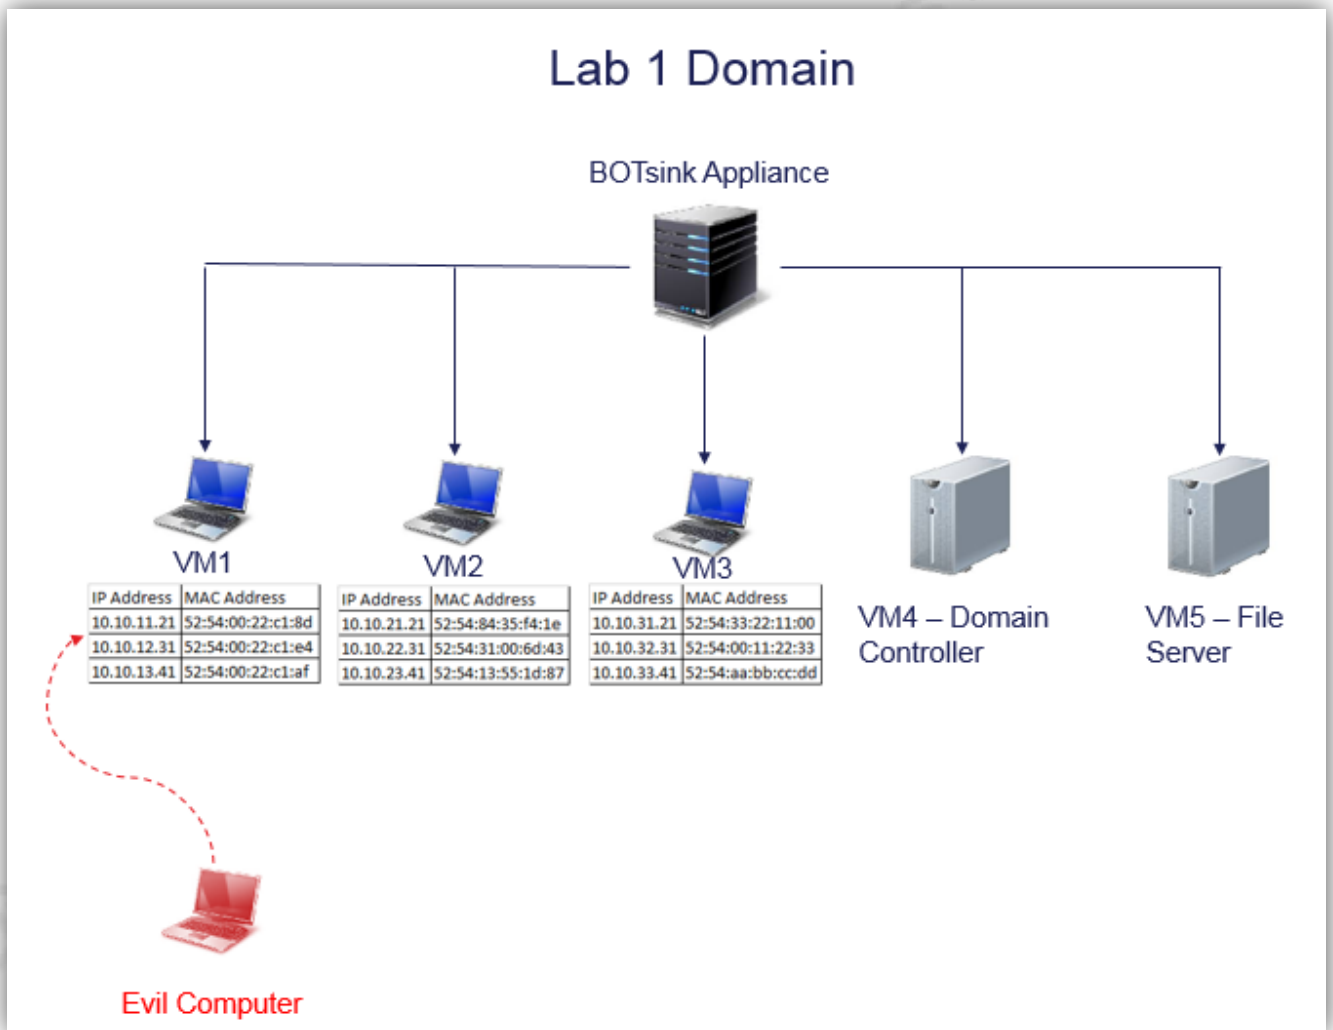 Lab 1 Domain
BOTsink Appliance
VM1
IP Address MAC Address
10.10.11.21 52:54:00:22:c1:8d
10.10.12.31 52:54:00:22:c1:e4
10.10.13.41 52:54:00:22:c1:af
VM2
IP Address MAC Address
10.10.21.21 52:54:84:35:f4:1e
10.10.22.31 52:54:31:00:6d:43
10.10.23.41 52:54:13:55:1d:87
VM3
IP Address MAC Address
10.10.31.21 52:54:33:22:11:00
10.10.32.31 52:54:00:11:22:33
10.10.33.41 52:54:aa:bb:cc:dd
VM4 – Domain
Controller
VM5 – File
Server
Evil Computer